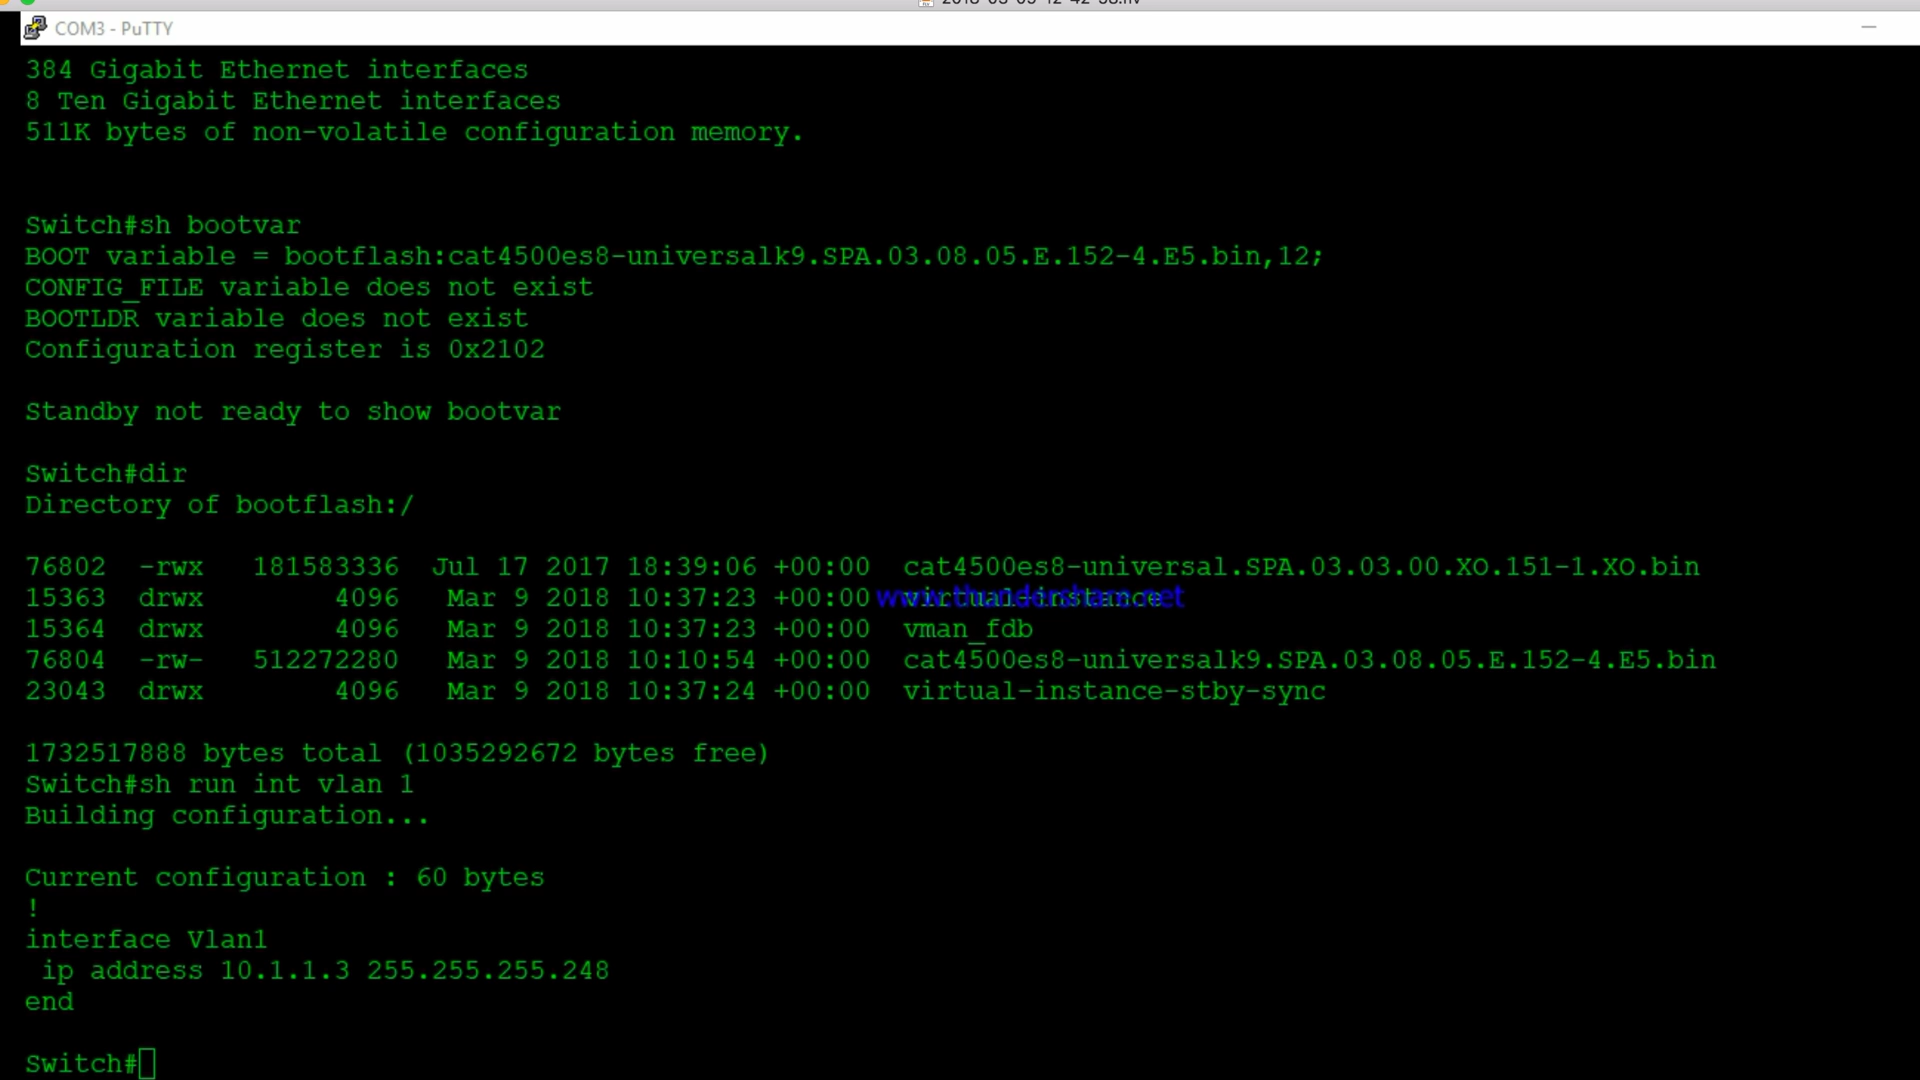 COM3 - PuTTY
384 Gigabit Ethernet interfaces
8 Ten Gigabit Ethernet interfaces
511K bytes of non-volatile configuration memory.
Switch#sh bootvar
BOOT variable = bootflash:cat4500es8-universalk9.SPA.03.08.05.E.152-4.E5.bin,12;
CONFIG_FILE variable does not exist
BOOTLDR variable does not exist
Configuration register is 0x2102
Standby not ready to show bootvar
Switch#dir
Directory of bootflash:/
76802 -rwx 181583336 Jul 17 2017 18:39:06 +00:00 cat4500es8-universal.SPA.03.03.00.XO.151-1.XO.bin
15363 drwx 4096 Mar 9 2018 10:37:23 +00:00 virtual-instance
www.thundershare.net
15364 drwx 4096 Mar 9 2018 10:37:23 +00:00 vman_fdb
76804 -rw- 512272280 Mar 9 2018 10:10:54 +00:00 cat4500es8-universalk9.SPA.03.08.05.E.152-4.E5.bin
23043 drwx 4096 Mar 9 2018 10:37:24 +00:00 virtual-instance-stby-sync
1732517888 bytes total (1035292672 bytes free)
Switch#sh run int vlan 1
Building configuration...
Current configuration : 60 bytes
!
interface Vlan1
ip address 10.1.1.3 255.255.255.248
end
Switch#